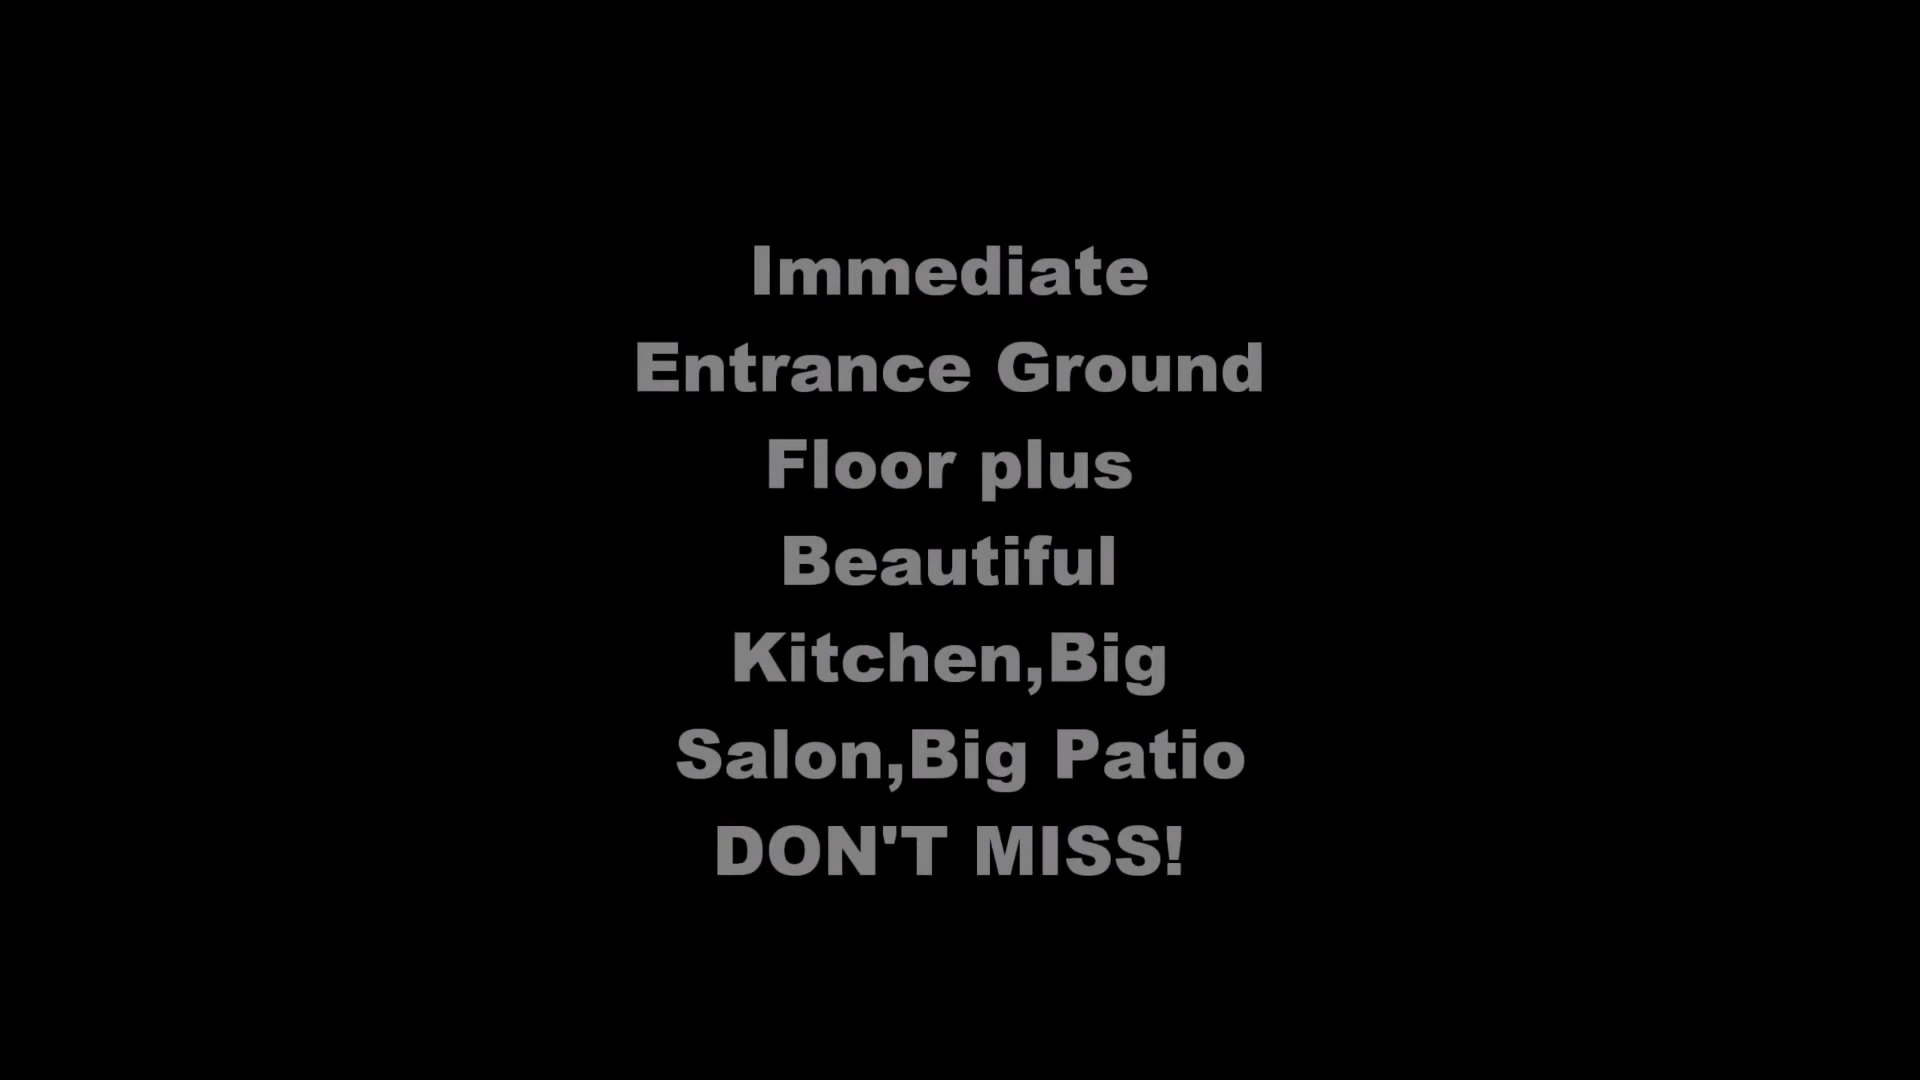 Immediate
Entrance Ground
Floor plus
Beautiful
Kitchen,Big
Salon,Big Patio
DON'T MISS!